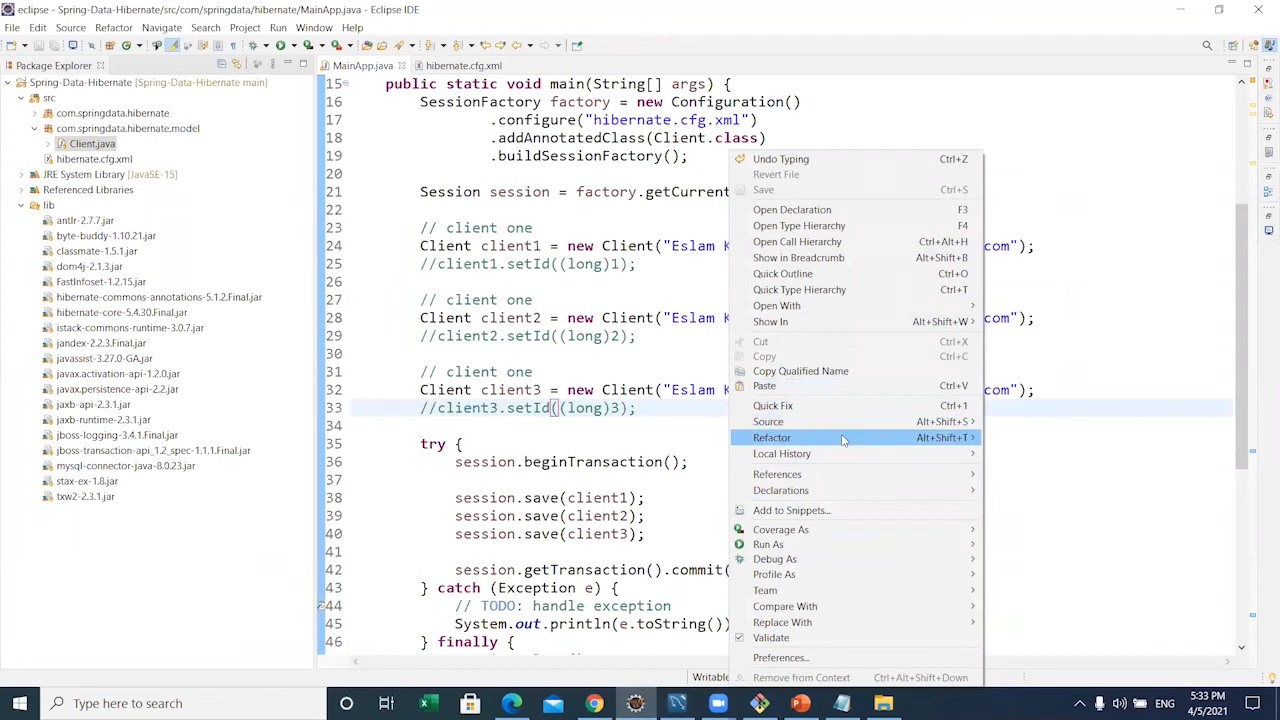 eclipse - Spring-Data-Hibernate/src/com/springdata/hibernate/MainApp.java - Eclipse IDE
File Edit Source Refactor Navigate Search Project Run Window Help
Package Explorer
MainApp.java
hibernate.cfg.xml
Spring-Data-Hibernate [Spring-Data-Hibernate main]
src
com.springdata.hibernate
com.springdata.hibernate.model
Client.java
hibernate.cfg.xml
JRE System Library [JavaSE-15]
Referenced Libraries
lib
antlr-2.7.7.jar
byte-buddy-1.10.21.jar
classmate-1.5.1.jar
dom4j-2.1.3.jar
FastInfoset-1.2.15.jar
hibernate-commons-annotations-5.1.2.Final.jar
hibernate-core-5.4.30.Final.jar
istack-commons-runtime-3.0.7.jar
jandex-2.2.3.Final.jar
javassist-3.27.0-GA.jar
javax.activation-api-1.2.0.jar
javax.persistence-api-2.2.jar
jaxb-api-2.3.1.jar
jaxb-runtime-2.3.1.jar
jboss-logging-3.4.1.Final.jar
jboss-transaction-api_1.2_spec-1.1.1.Final.jar
mysql-connector-java-8.0.23.jar
stax-ex-1.8.jar
txw2-2.3.1.jar
15 public static void main(String[] args) {
16 SessionFactory factory = new Configuration()
17 .configure("hibernate.cfg.xml")
18 .addAnnotatedClass(Client.class)
19 .buildSessionFactory();
20
21 Session session = factory.getCurrent
22
23 // client one
24 Client client1 = new Client("Eslam K com");
25 //client1.setId((long)1);
26
27 // client one
28 Client client2 = new Client("Eslam K com");
29 //client2.setId((long)2);
30
31 // client one
32 Client client3 = new Client("Eslam K com");
33 //client3.setId((long)3);
34
35 try {
36 session.beginTransaction();
37
38 session.save(client1);
39 session.save(client2);
40 session.save(client3);
41
42 session.getTransaction().commit(
43 } catch (Exception e) {
44 // TODO: handle exception
45 System.out.println(e.toString())
46 } finally {
Undo Typing Ctrl+Z
Revert File
Save Ctrl+S
Open Declaration F3
Open Type Hierarchy F4
Open Call Hierarchy Ctrl+Alt+H
Show in Breadcrumb Alt+Shift+B
Quick Outline Ctrl+O
Quick Type Hierarchy Ctrl+T
Open With
Show In Alt+Shift+W
Cut Ctrl+X
Copy Ctrl+C
Copy Qualified Name
Paste Ctrl+V
Quick Fix Ctrl+1
Source Alt+Shift+S
Refactor Alt+Shift+T
Local History
References
Declarations
Add to Snippets...
Coverage As
Run As
Debug As
Profile As
Team
Compare With
Replace With
Validate
Preferences...
Remove from Context Ctrl+Alt+Shift+Down
Writable
Type here to search
ENG
5:33 PM
4/5/2021